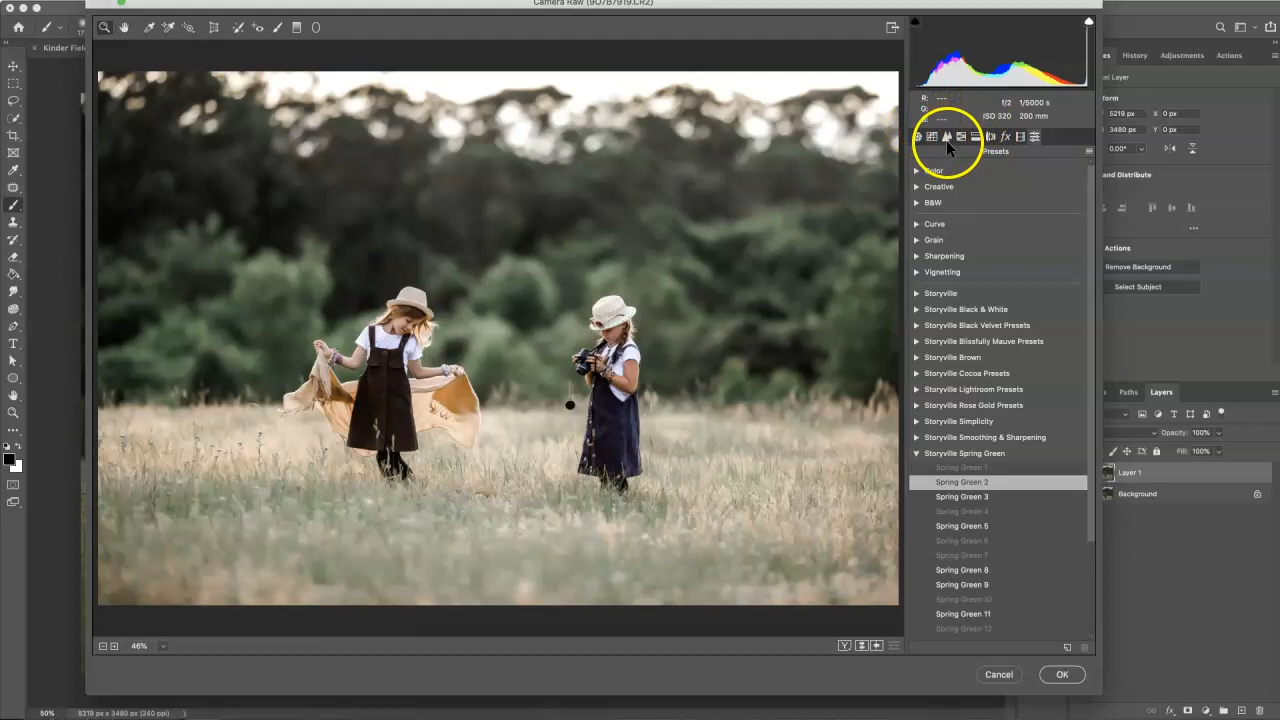 Camera Raw (9O7B7919.CR2)
Kinder Fiel
R: ---
G:
B: ---
f/2 1/5000 s
ISO 320 200 mm
Presets
Color
Creative
B&W
Curve
Grain
Sharpening
Vignetting
Storyville
Storyville Black & White
Storyville Black Velvet Presets
Storyville Blissfully Mauve Presets
Storyville Brown
Storyville Cocoa Presets
Storyville Lightroom Presets
Storyville Rose Gold Presets
Storyville Simplicity
Storyville Smoothing & Sharpening
Storyville Spring Green
Spring Green 1
Spring Green 2
Spring Green 3
Spring Green 4
Spring Green 5
Spring Green 6
Spring Green 7
Spring Green 8
Spring Green 9
Spring Green 10
Spring Green 11
Spring Green 12
46%
Cancel
OK
es History Adjustments Actions
el Layer
form
5219 px X 0 px
3480 px Y 0 px
0.00°
and Distribute
Actions
Remove Background
Select Subject
Paths Layers
Opacity: 100%
Fill: 100%
Layer 1
Background
50% 5219 px x 3480 px (340 ppi)